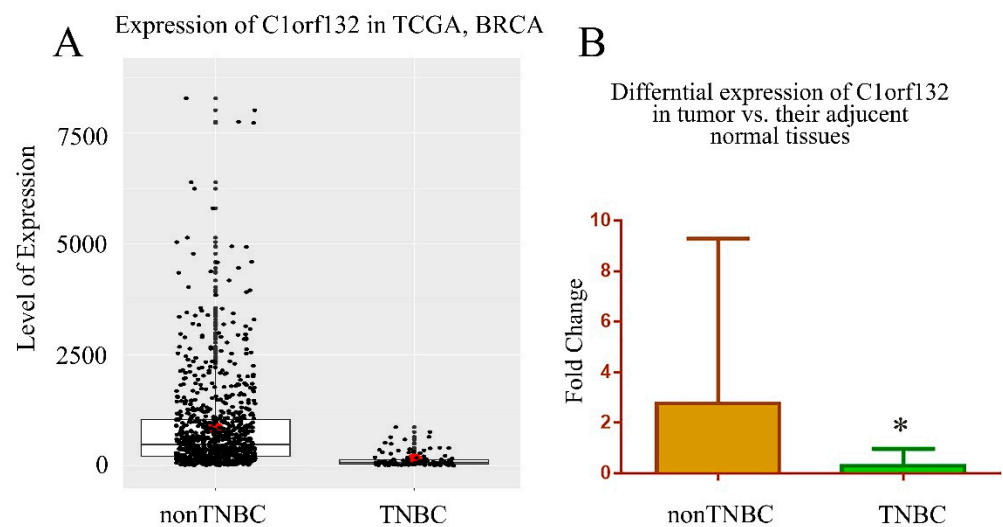 A
Expression of C1orf132 in TCGA, BRCA
Level of Expression
7500
5000
2500
0
nonTNBC
TNBC
B
Differntial expression of C1orf132
in tumor vs. their adjucent
normal tissues
Fold Change
10
8
6
4
2
0
*
nonTNBC
TNBC